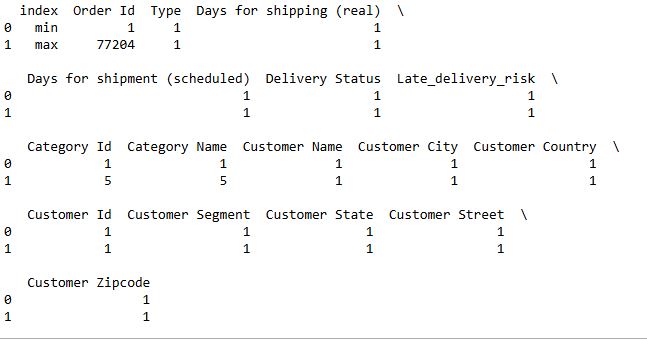 index Order Id Type Days for shipping (real) \
0 min 1 1 1
1 max 77204 1 1
Days for shipment (scheduled) Delivery Status Late_delivery_risk \
0 1 1 1
1 1 1 1
Category Id Category Name Customer Name Customer City Customer Country \
0 1 1 1 1 1
1 5 5 1 1 1
Customer Id Customer Segment Customer State Customer Street \
0 1 1 1 1
1 1 1 1 1
Customer Zipcode
0 1
1 1